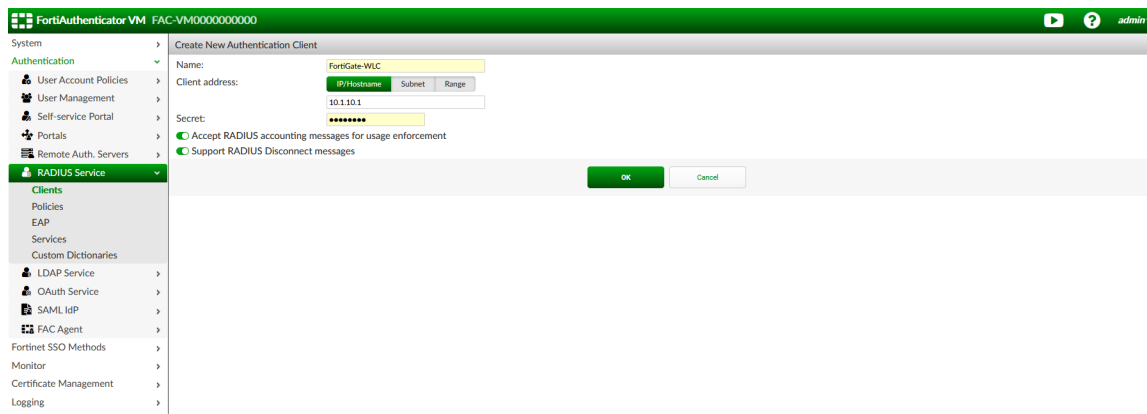 FortiAuthenticator VM FAC-VM0000000000
admin
System
Authentication
User Account Policies
User Management
Self-service Portal
Portals
Remote Auth. Servers
RADIUS Service
Clients
Policies
EAP
Services
Custom Dictionaries
LDAP Service
OAuth Service
SAML IdP
FAC Agent
Fortinet SSO Methods
Monitor
Certificate Management
Logging
Create New Authentication Client
Name: FortiGate-WLC
Client address: IP/Hostname Subnet Range
10.1.10.1
Secret: ••••••••
Accept RADIUS accounting messages for usage enforcement
Support RADIUS Disconnect messages
OK Cancel